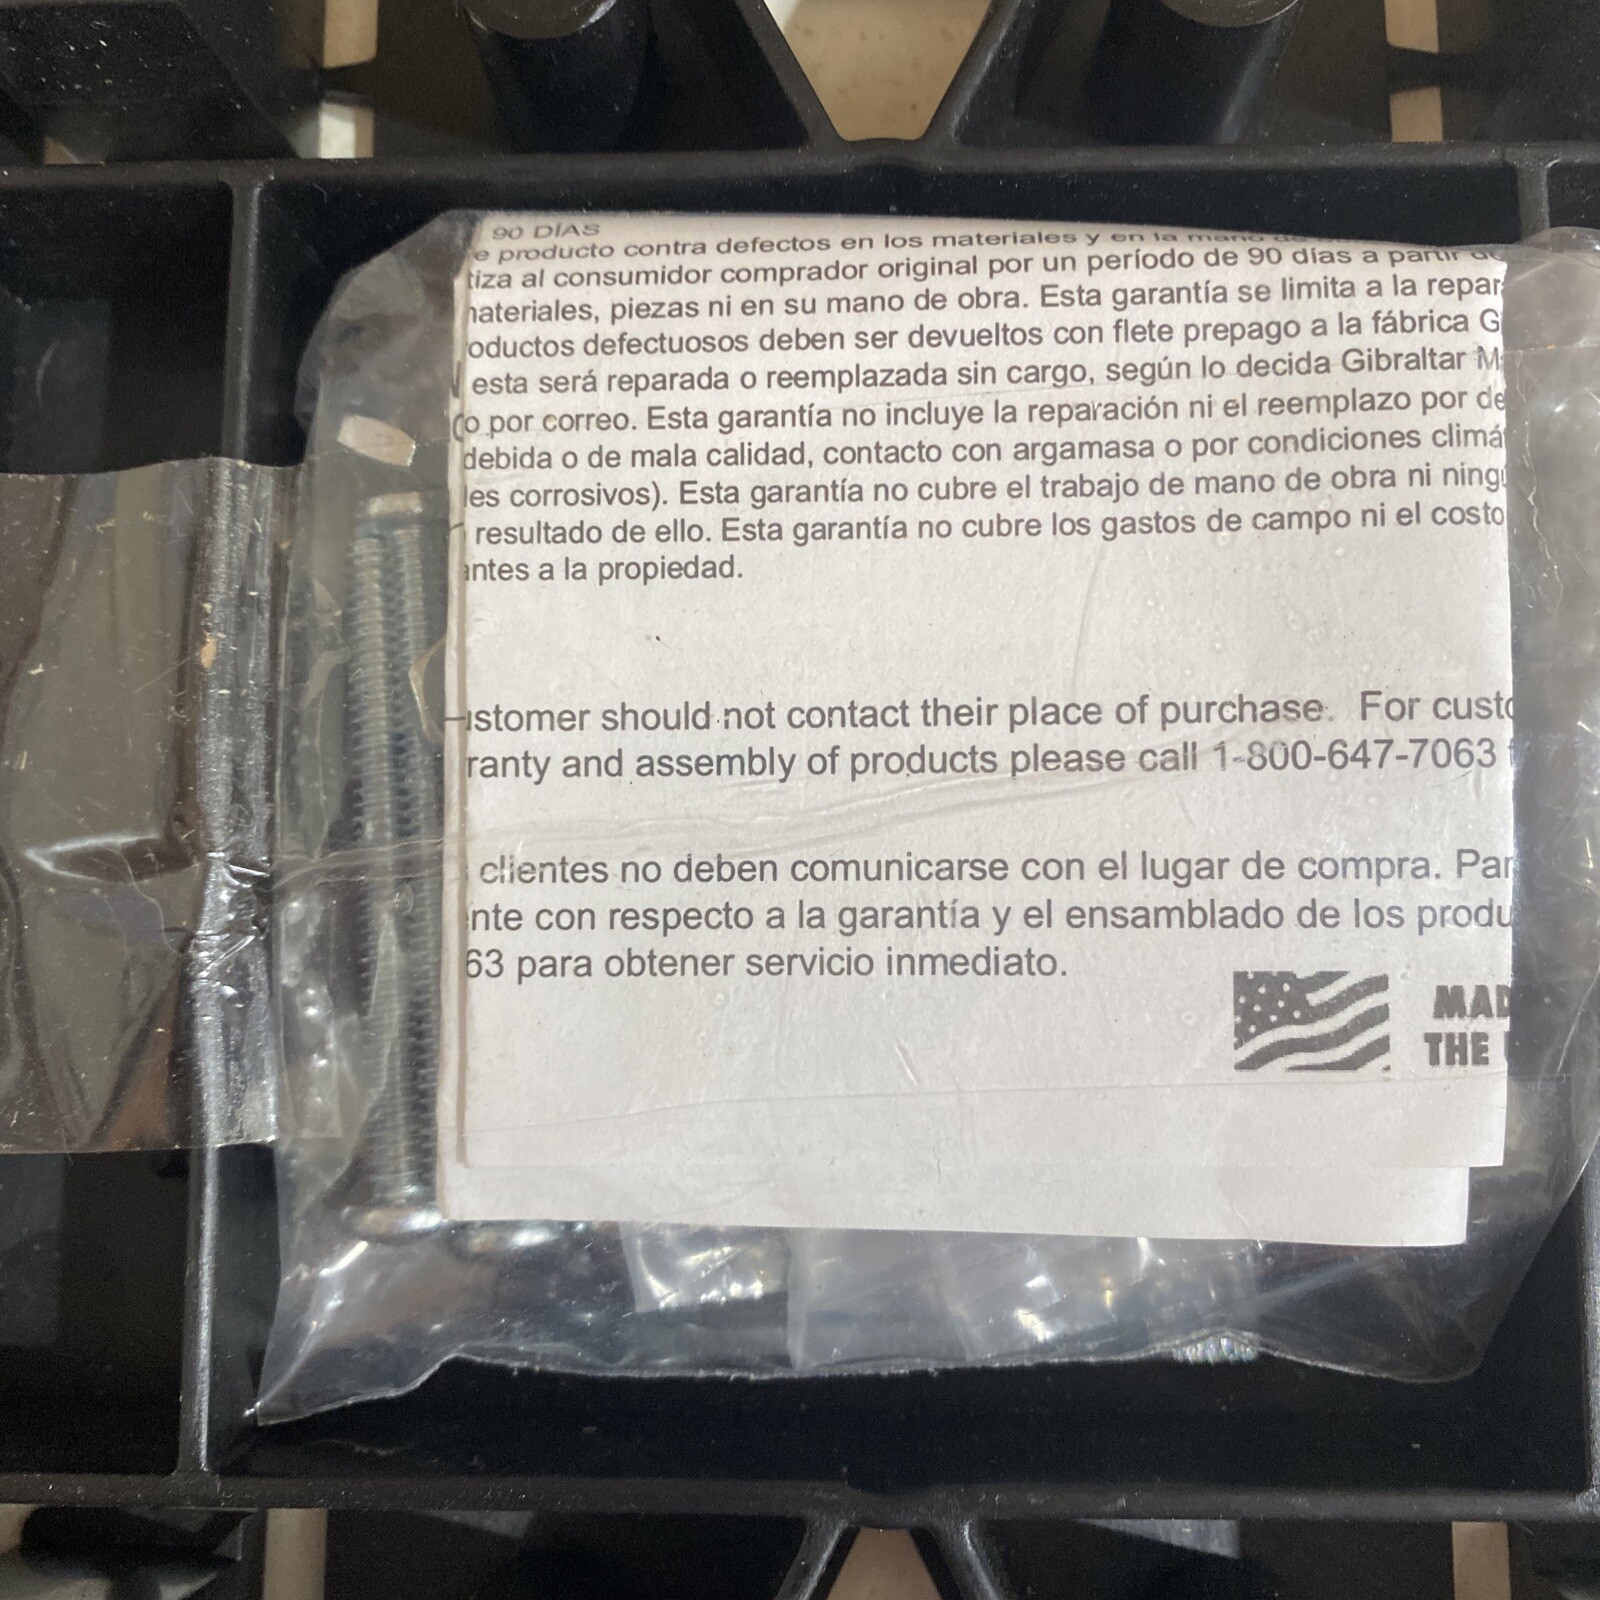 90 DÍAS
e producto contra defectos en los materiales y en la mano de
tiza al consumidor comprador original por un período de 90 días a partir de
materiales, piezas ni en su mano de obra. Esta garantía se limita a la repar
oductos defectuosos deben ser devueltos con flete prepago a la fábrica G
esta será reparada o reemplazada sin cargo, según lo decida Gibraltar M
o por correo. Esta garantía no incluye la reparación ni el reemplazo por de
debida o de mala calidad, contacto con argamasa o por condiciones climá
les corrosivos). Esta garantía no cubre el trabajo de mano de obra ni ningu
resultado de ello. Esta garantía no cubre los gastos de campo ni el costo
antes a la propiedad.
ustomer should not contact their place of purchase. For custo
ranty and assembly of products please call 1-800-647-7063 f
clientes no deben comunicarse con el lugar de compra. Par
nte con respecto a la garantía y el ensamblado de los produ
63 para obtener servicio inmediato.
MAD
THE